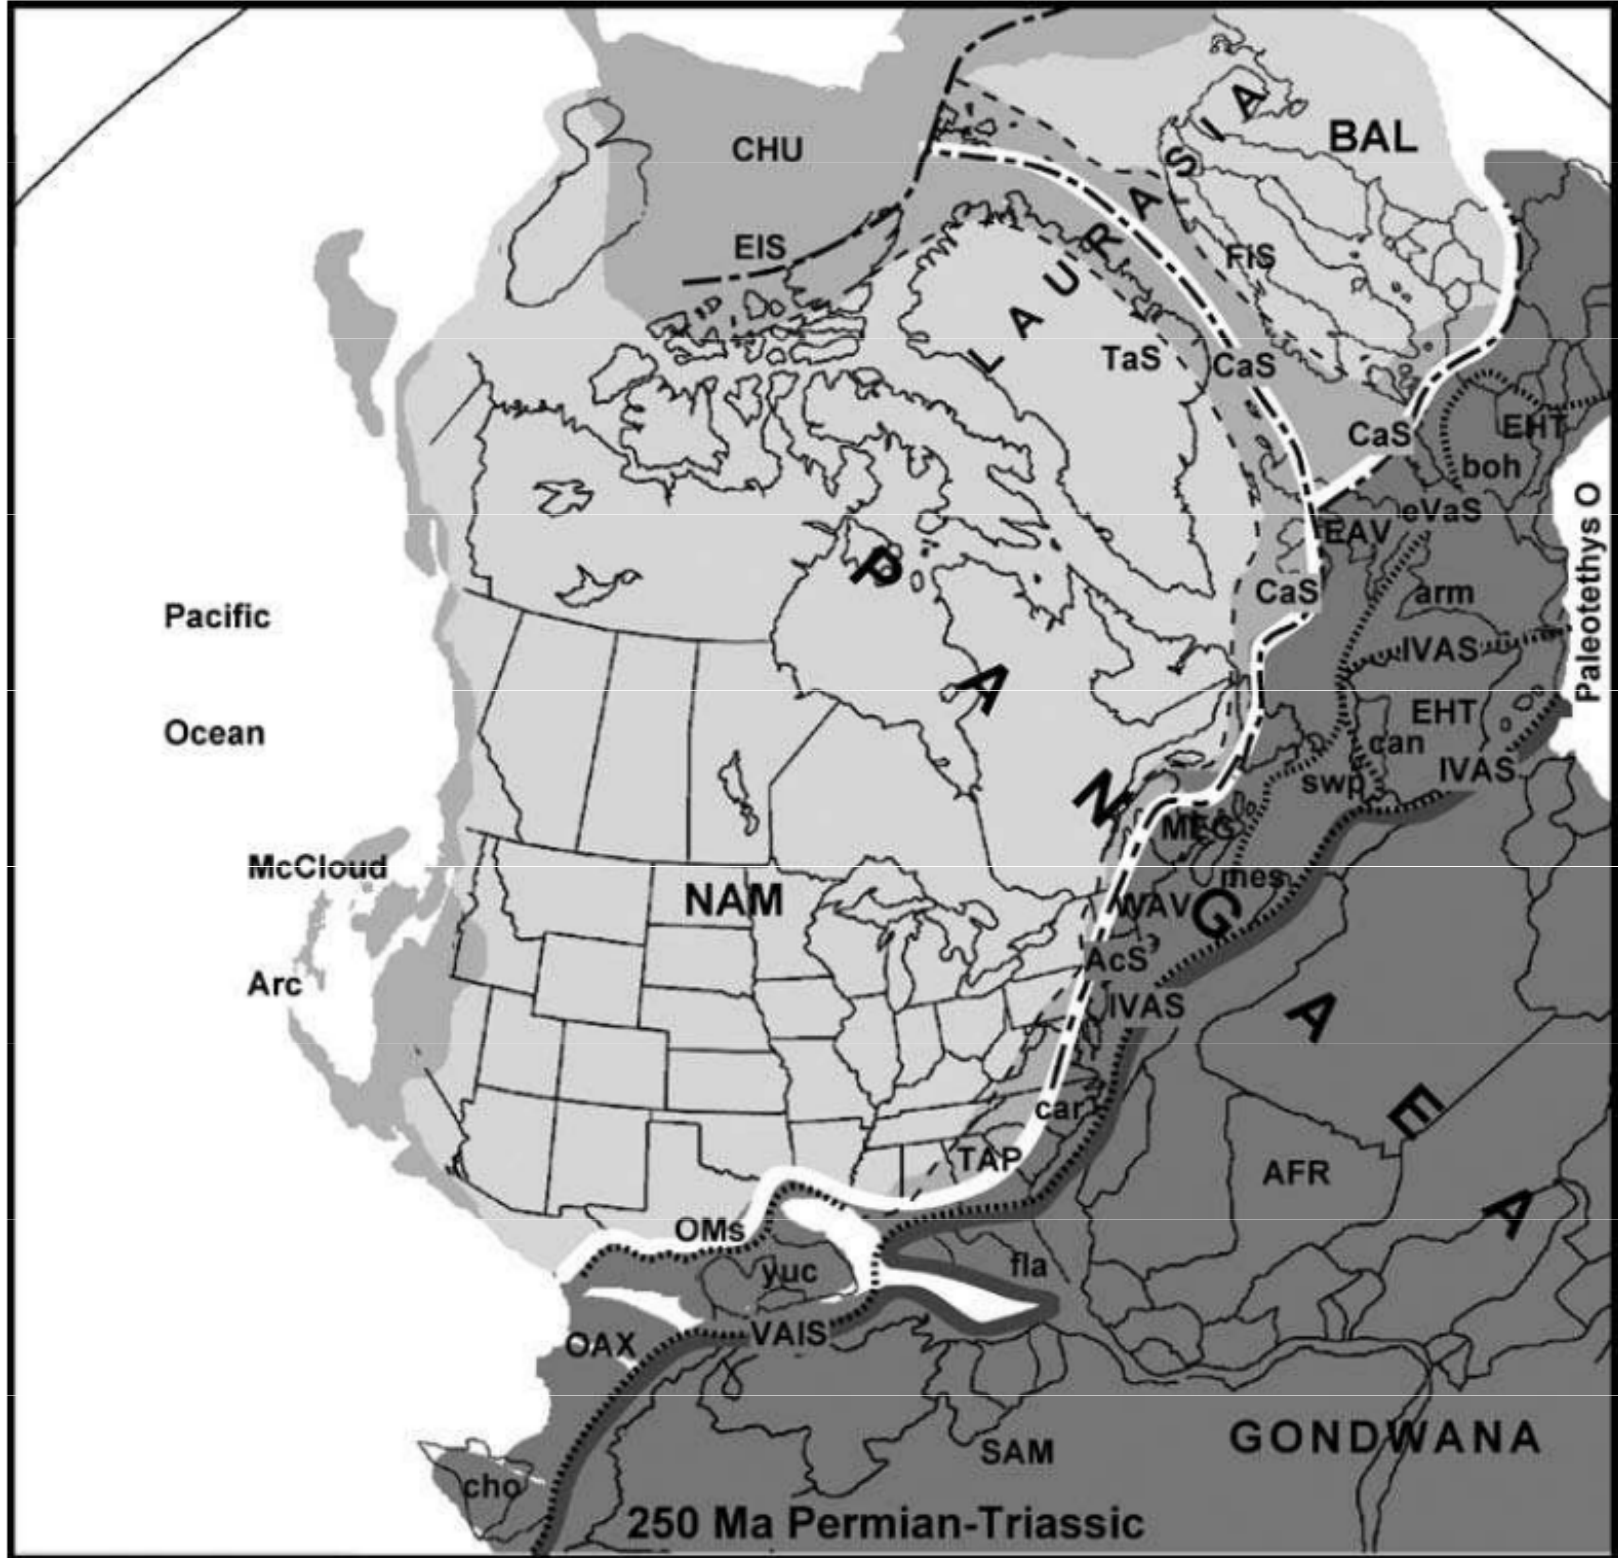 CHU
BAL
EIS
FIS
LAURASIA
TaS
CaS
CaS
EHT
boh
eVaS
EAV
Paleotethys O
CaS
arm
Pacific
IVAS
Ocean
EHT
can
IVAS
swp
MEG
McCloud
mes
NAM
WAV
Arc
AcS
IVAS
car
TAP
AFR
PANGAEA
OMs
yuc
fla
OAX
VAIS
SAM
GONDWANA
cho
250 Ma Permian-Triassic